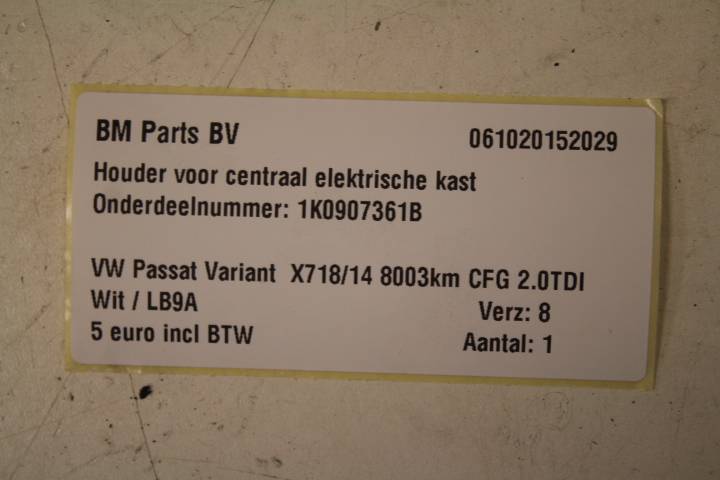 BM Parts BV 061020152029
Houder voor centraal elektrische kast
Onderdeelnummer: 1K0907361B
VW Passat Variant X718/14 8003km CFG 2.0TDI
Wit / LB9A Verz: 8
5 euro incl BTW Aantal: 1